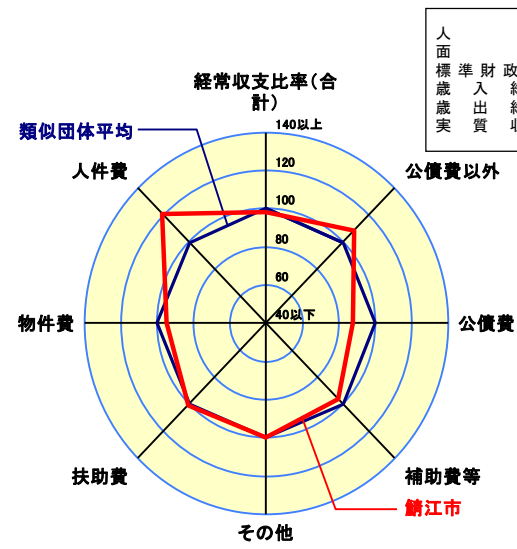 人
面
標 準 財 政
歳 入 総
歳 出 総
実 質 収
経常収支比率（合
計）
140以上
類似団体平均
120
人件費
公債費以外
100
80
60
40以下
物件費
公債費
扶助費
補助費等
鯖江市
その他